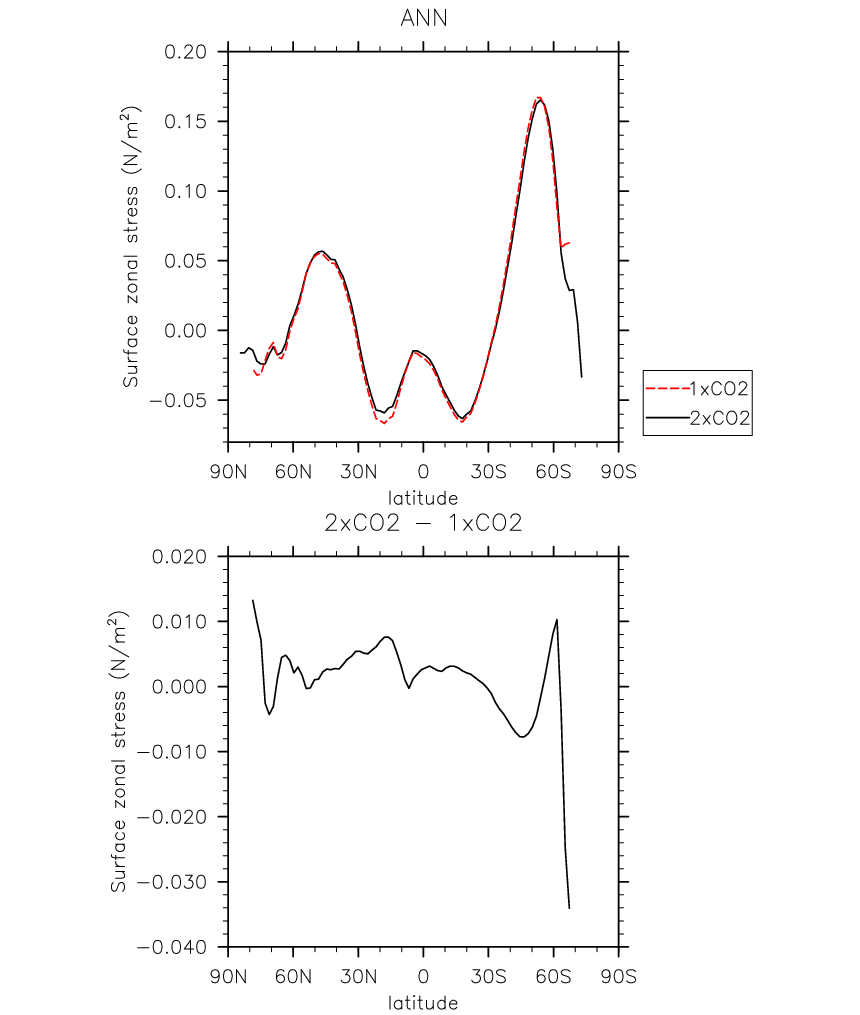 ANN
Surface zonal stress (N/m²)
0.20
0.15
0.10
0.05
0.00
−0.05
90N 60N 30N 0 30S 60S 90S
latitude
1xCO2
2xCO2
2xCO2 − 1xCO2
Surface zonal stress (N/m²)
0.020
0.010
0.000
−0.010
−0.020
−0.030
−0.040
90N 60N 30N 0 30S 60S 90S
latitude